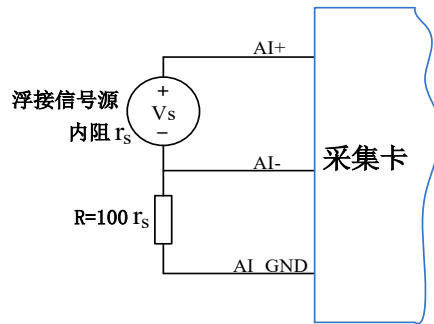 AI+
浮接信号源
内阻 rs
+
Vs
−
AI-
采集卡
R=100 rs
AI_GND